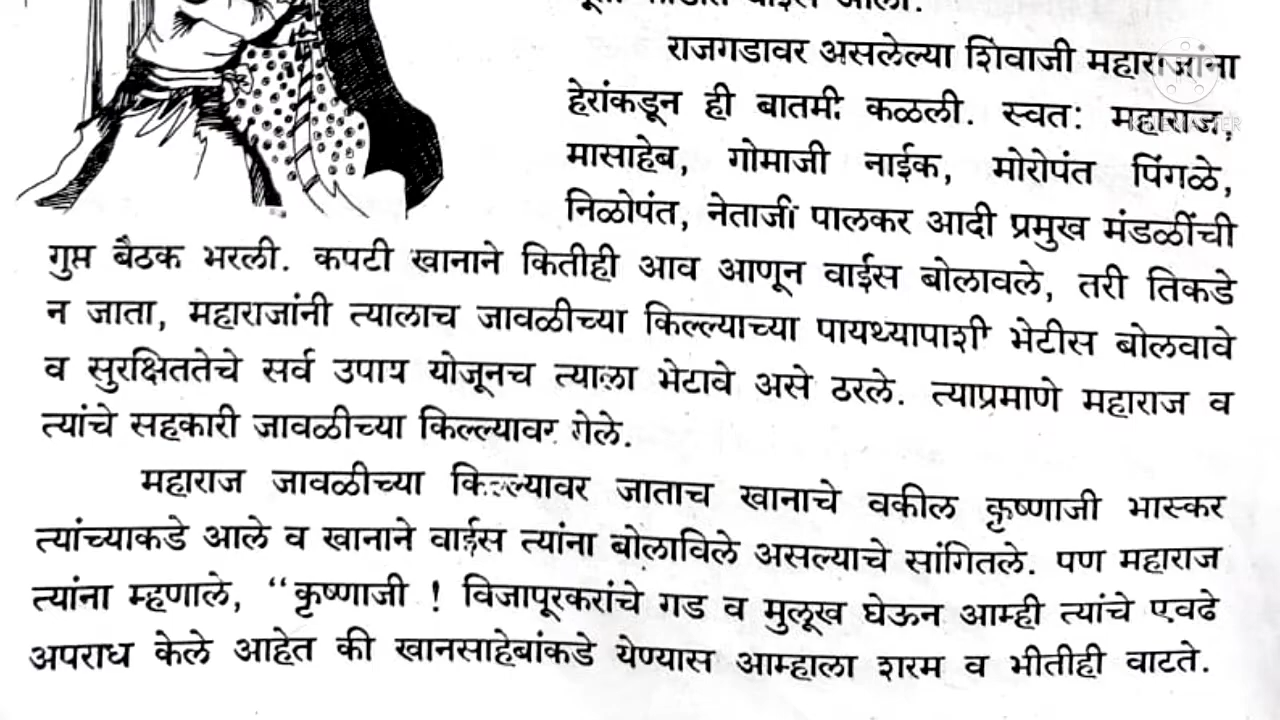 राजगडावर असलेल्या शिवाजी महाराजांना
हेरांकडून ही बातमी कळली. स्वतः महाराज,
मासाहेब, गोमाजी नाईक, मोरोपंत पिंगळे,
निळोपंत, नेताजी पालकर आदी प्रमुख मंडळींची
गुप्त बैठक भरली. कपटी खानाने कितीही आव आणून वाईस बोलावले, तरी तिकडे
न जाता, महाराजांनी त्यालाच जावळीच्या किल्ल्याच्या पायथ्यापाशी भेटीस बोलवावे
व सुरक्षिततेचे सर्व उपाय योजूनच त्याला भेटावे असे ठरले. त्याप्रमाणे महाराज व
त्यांचे सहकारी जावळीच्या किल्ल्यावर गेले.
महाराज जावळीच्या किल्ल्यावर जाताच खानाचे वकील कृष्णाजी भास्कर
त्यांच्याकडे आले व खानाने वाईस त्यांना बोलाविले असल्याचे सांगितले. पण महाराज
त्यांना म्हणाले, “कृष्णाजी ! विजापूरकरांचे गड व मुलूख घेऊन आम्ही त्यांचे एवढे
अपराध केले आहेत की खानसाहेबांकडे येण्यास आम्हाला शरम व भीतीही वाटते.